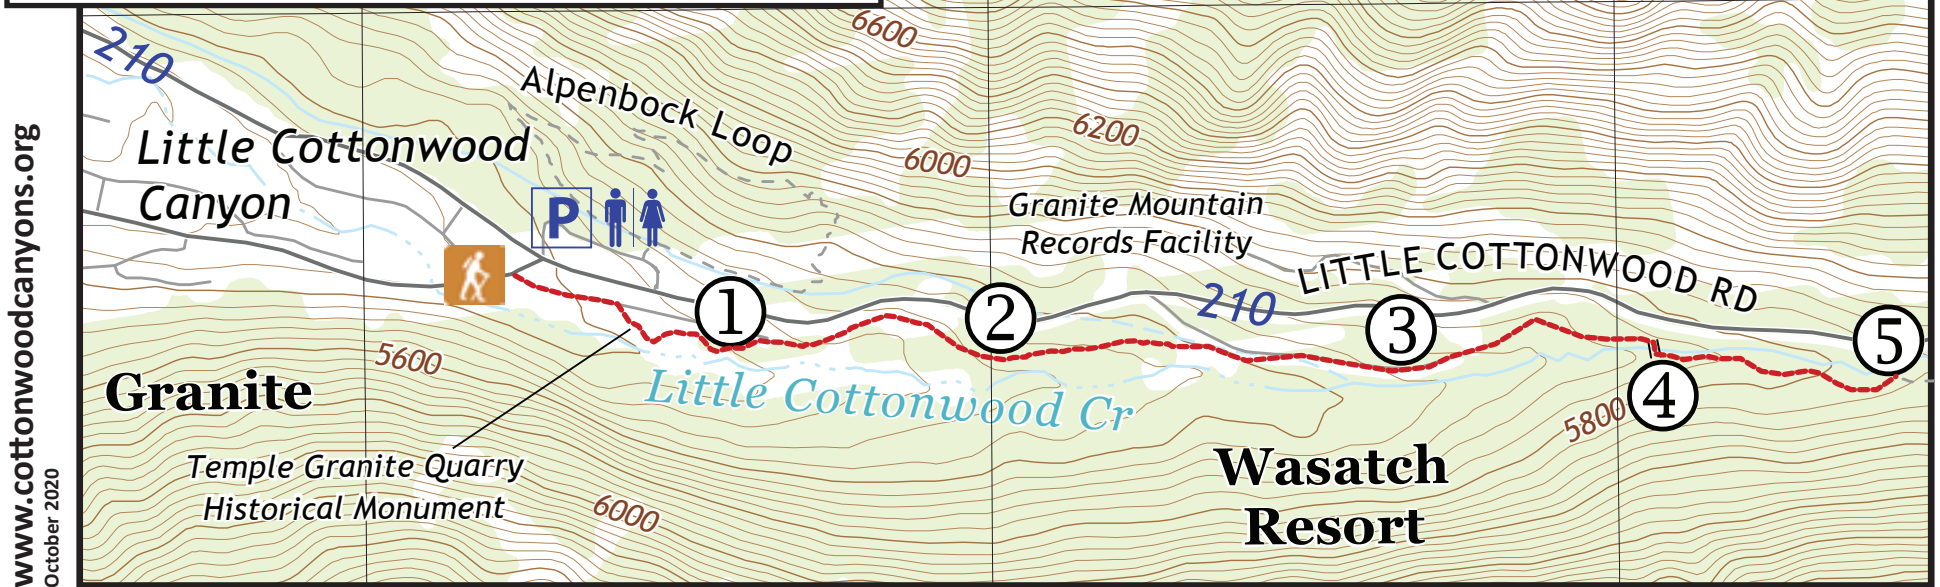 www.cottonwoodcanyons.org
October 2020
210
6600
Alpenbock Loop
6200
6000
Little Cottonwood
Canyon
P
Granite Mountain
Records Facility
LITTLE COTTONWOOD RD
210
1
2
3
4
5
5600
Granite
Little Cottonwood Cr
5800
Temple Granite Quarry
Historical Monument
6000
Wasatch
Resort